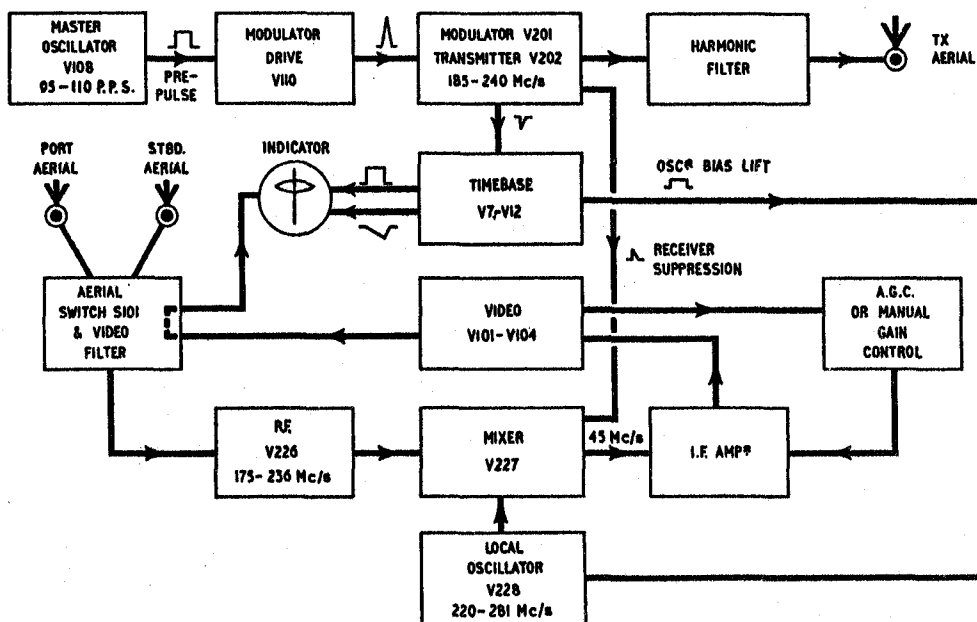 MASTER
OSCILLATOR
V108
95-110 P.P.S.
PRE-
PULSE
MODULATOR
DRIVE
V110
MODULATOR V201
TRANSMITTER V202
185-240 Mc/s
HARMONIC
FILTER
TX
AERIAL
PORT
AERIAL
STBD.
AERIAL
INDICATOR
TIMEBASE
V7,-V12
OSCR BIAS LIFT
RECEIVER
SUPPRESSION
AERIAL
SWITCH S101
& VIDEO
FILTER
VIDEO
V101-V104
A.G.C.
OR MANUAL
GAIN
CONTROL
R.F.
V226
175-236 Mc/s
MIXER
V227
45 Mc/s
I.F. AMPR
LOCAL
OSCILLATOR
V228
220-281 Mc/s